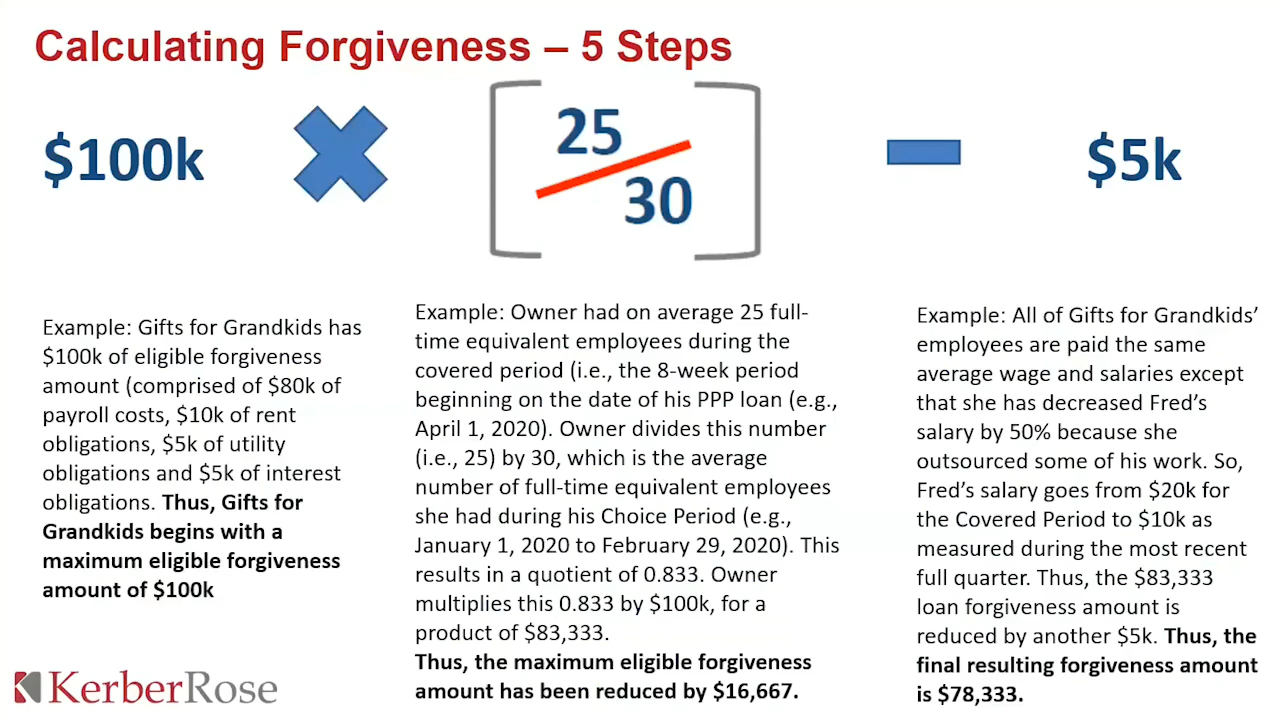 Calculating Forgiveness – 5 Steps
$100k
25
30
$5k
Example: Gifts for Grandkids has
$100k of eligible forgiveness
amount (comprised of $80k of
payroll costs, $10k of rent
obligations, $5k of utility
obligations and $5k of interest
obligations. Thus, Gifts for
Grandkids begins with a
maximum eligible forgiveness
amount of $100k
Example: Owner had on average 25 full-
time equivalent employees during the
covered period (i.e., the 8-week period
beginning on the date of his PPP loan (e.g.,
April 1, 2020). Owner divides this number
(i.e., 25) by 30, which is the average
number of full-time equivalent employees
she had during his Choice Period (e.g.,
January 1, 2020 to February 29, 2020). This
results in a quotient of 0.833. Owner
multiplies this 0.833 by $100k, for a
product of $83,333.
Thus, the maximum eligible forgiveness
amount has been reduced by $16,667.
Example: All of Gifts for Grandkids’
employees are paid the same
average wage and salaries except
that she has decreased Fred’s
salary by 50% because she
outsourced some of his work. So,
Fred’s salary goes from $20k for
the Covered Period to $10k as
measured during the most recent
full quarter. Thus, the $83,333
loan forgiveness amount is
reduced by another $5k. Thus, the
final resulting forgiveness amount
is $78,333.
KerberRose